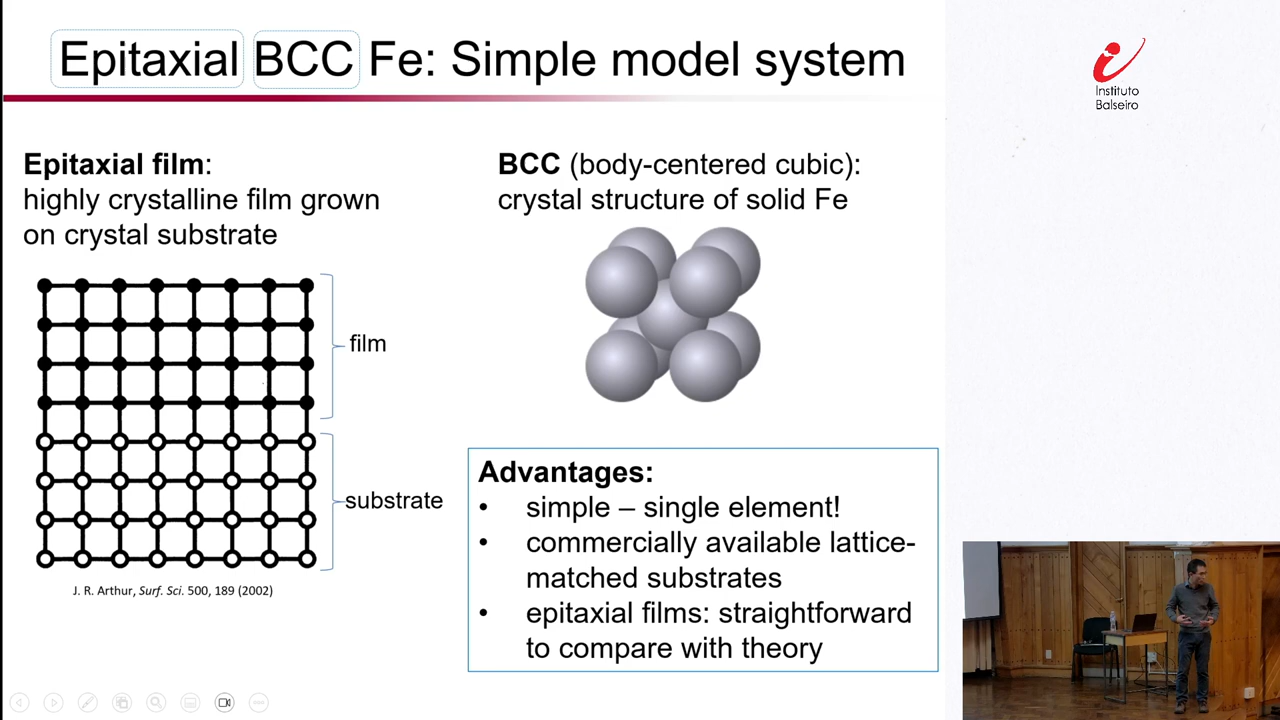 Epitaxial BCC Fe: Simple model system
Instituto
Balseiro
Epitaxial film:
highly crystalline film grown
on crystal substrate
film
substrate
J. R. Arthur, Surf. Sci. 500, 189 (2002)
BCC (body-centered cubic):
crystal structure of solid Fe
Advantages:
• simple – single element!
• commercially available lattice-
matched substrates
• epitaxial films: straightforward
to compare with theory